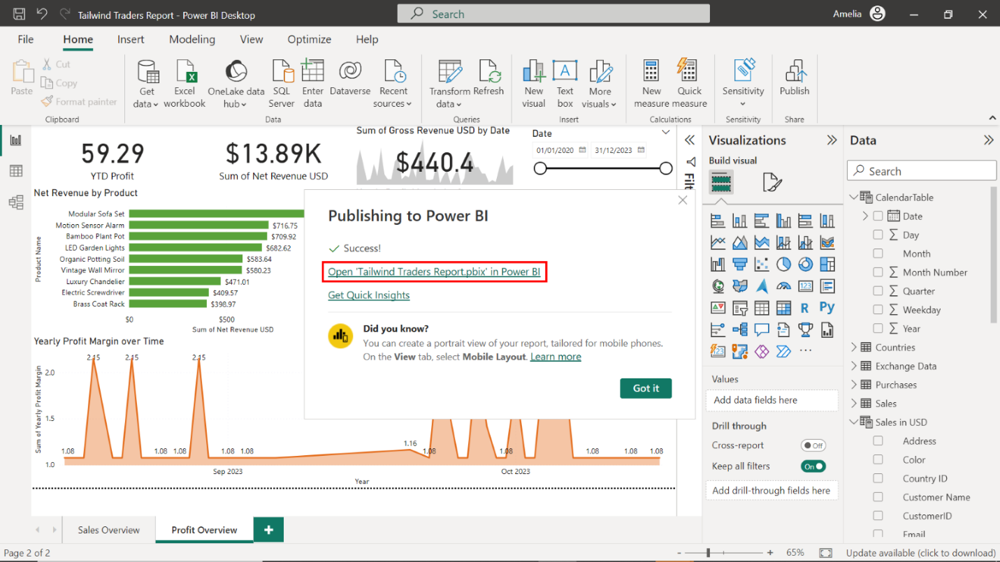 Tailwind Traders Report - Power BI Desktop
Search
Amelia
File Home Insert Modeling View Optimize Help
Paste
Cut
Copy
Format painter
Clipboard
Get data
Excel workbook
OneLake data hub
SQL Server
Enter data
Dataverse
Recent sources
Data
Transform data
Refresh
Queries
New visual
Text box
More visuals
Insert
New measure
Quick measure
Calculations
Sensitivity
Sensitivity
Publish
Share
59.29
YTD Profit
$13.89K
Sum of Net Revenue USD
Sum of Gross Revenue USD by Date
$440.4
Date
01/01/2020
31/12/2023
Net Revenue by Product
Product Name
Modular Sofa Set
Motion Sensor Alarm $716.75
Bamboo Plant Pot $709.92
LED Garden Lights $682.62
Organic Potting Soil $583.64
Vintage Wall Mirror $580.23
Luxury Chandelier $471.01
Electric Screwdriver $409.57
Brass Coat Rack $398.97
$0 $500
Sum of Net Revenue USD
Publishing to Power BI
Success!
Open 'Tailwind Traders Report.pbix' in Power BI
Get Quick Insights
Did you know?
You can create a portrait view of your report, tailored for mobile phones.
On the View tab, select Mobile Layout. Learn more
Got it
Yearly Profit Margin over Time
Sum of Yearly Profit Margin
2.15 2.15 2.15
2.0
1.5
1.0
1.08 1.08 1.08 1.08 1.08 1.16 1.08 1.08 1.08 1.08 1.08
Sep 2023 Oct 2023
Year
Filt
Visualizations
Build visual
123
R
Py
123
Values
Add data fields here
Drill through
Cross-report Off
Keep all filters On
Add drill-through fields here
Data
Search
CalendarTable
Date
Day
Month
Month Number
Quarter
Weekday
Year
Countries
Exchange Data
Purchases
Sales
Sales in USD
Address
Color
Country ID
Customer Name
CustomerID
Email
Sales Overview
Profit Overview
Page 2 of 2
65%
Update available (click to download)